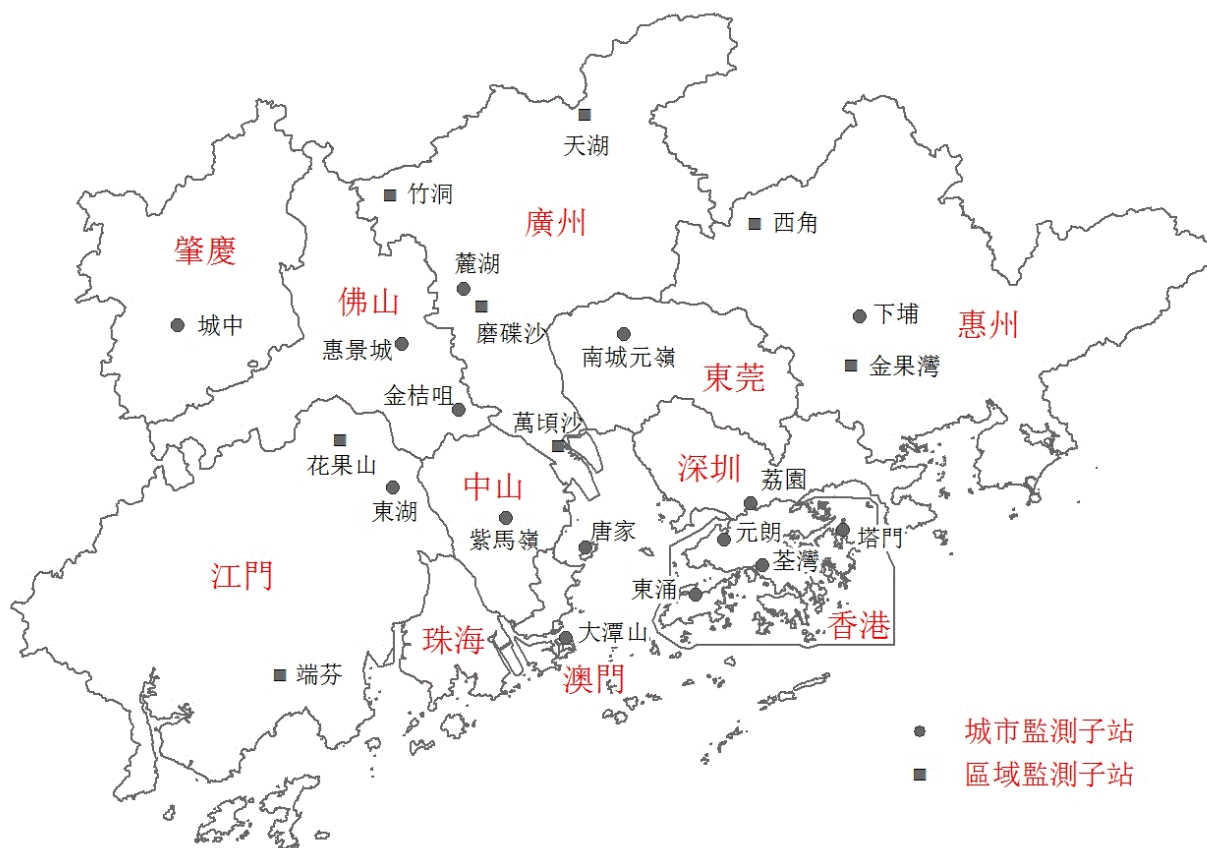 天湖
竹洞
廣州
西角
肇慶
麓湖
佛山
城中
磨碟沙
下埔
惠州
惠景城
南城元嶺
東莞
金果灣
金桔咀
萬頃沙
花果山
深圳
中山
荔園
東湖
紫馬嶺
唐家
元朗
塔門
荃灣
江門
東涌
珠海
大潭山
香港
端芬
澳門
城市監測子站
區域監測子站